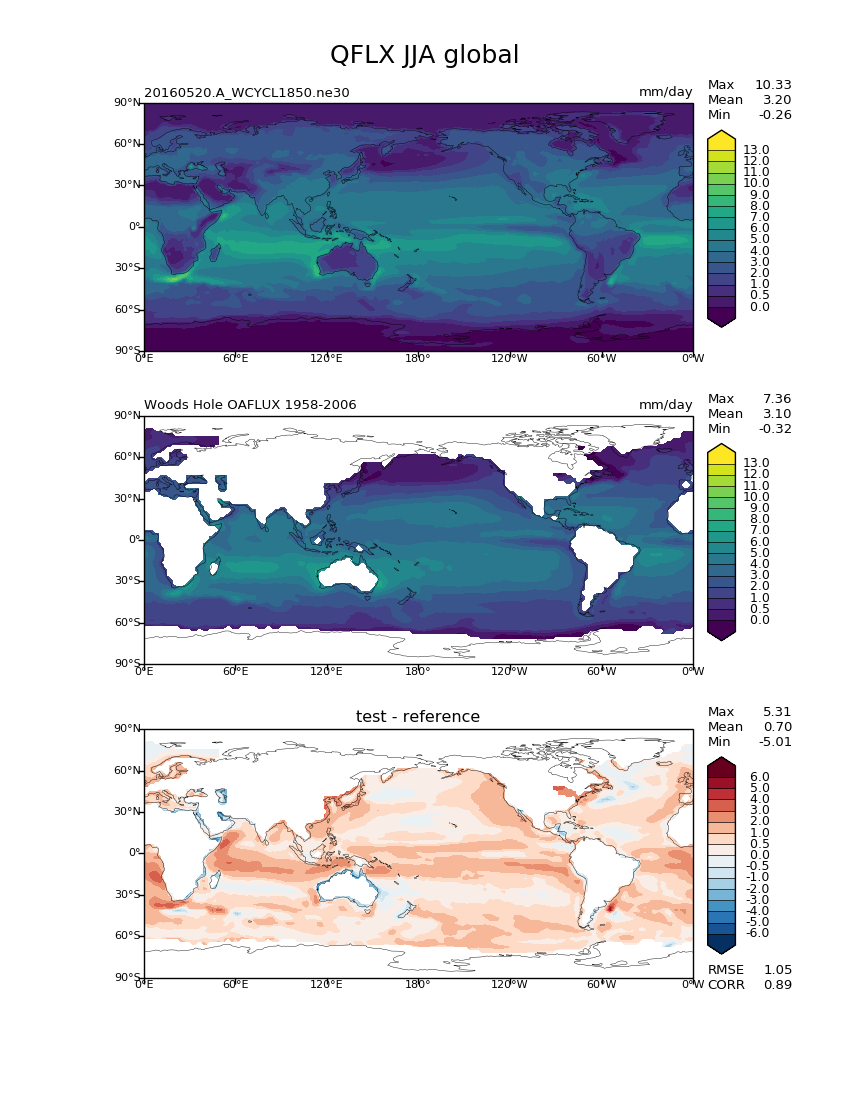 QFLX JJA global
20160520.A_WCYCL1850.ne30 mm/day
Max 10.33
Mean 3.20
Min -0.26
90°N
60°N
30°N
0°
30°S
60°S
90°S
0°E 60°E 120°E 180° 120°W 60°W 0°W
13.0
12.0
11.0
10.0
9.0
8.0
7.0
6.0
5.0
4.0
3.0
2.0
1.0
0.5
0.0
Woods Hole OAFLUX 1958-2006 mm/day
Max 7.36
Mean 3.10
Min -0.32
90°N
60°N
30°N
0°
30°S
60°S
90°S
0°E 60°E 120°E 180° 120°W 60°W 0°W
13.0
12.0
11.0
10.0
9.0
8.0
7.0
6.0
5.0
4.0
3.0
2.0
1.0
0.5
0.0
test - reference
Max 5.31
Mean 0.70
Min -5.01
90°N
60°N
30°N
0°
30°S
60°S
90°S
0°E 60°E 120°E 180° 120°W 60°W 0°W
6.0
5.0
4.0
3.0
2.0
1.0
0.5
0.0
-0.5
-1.0
-2.0
-3.0
-4.0
-5.0
-6.0
RMSE 1.05
CORR 0.89